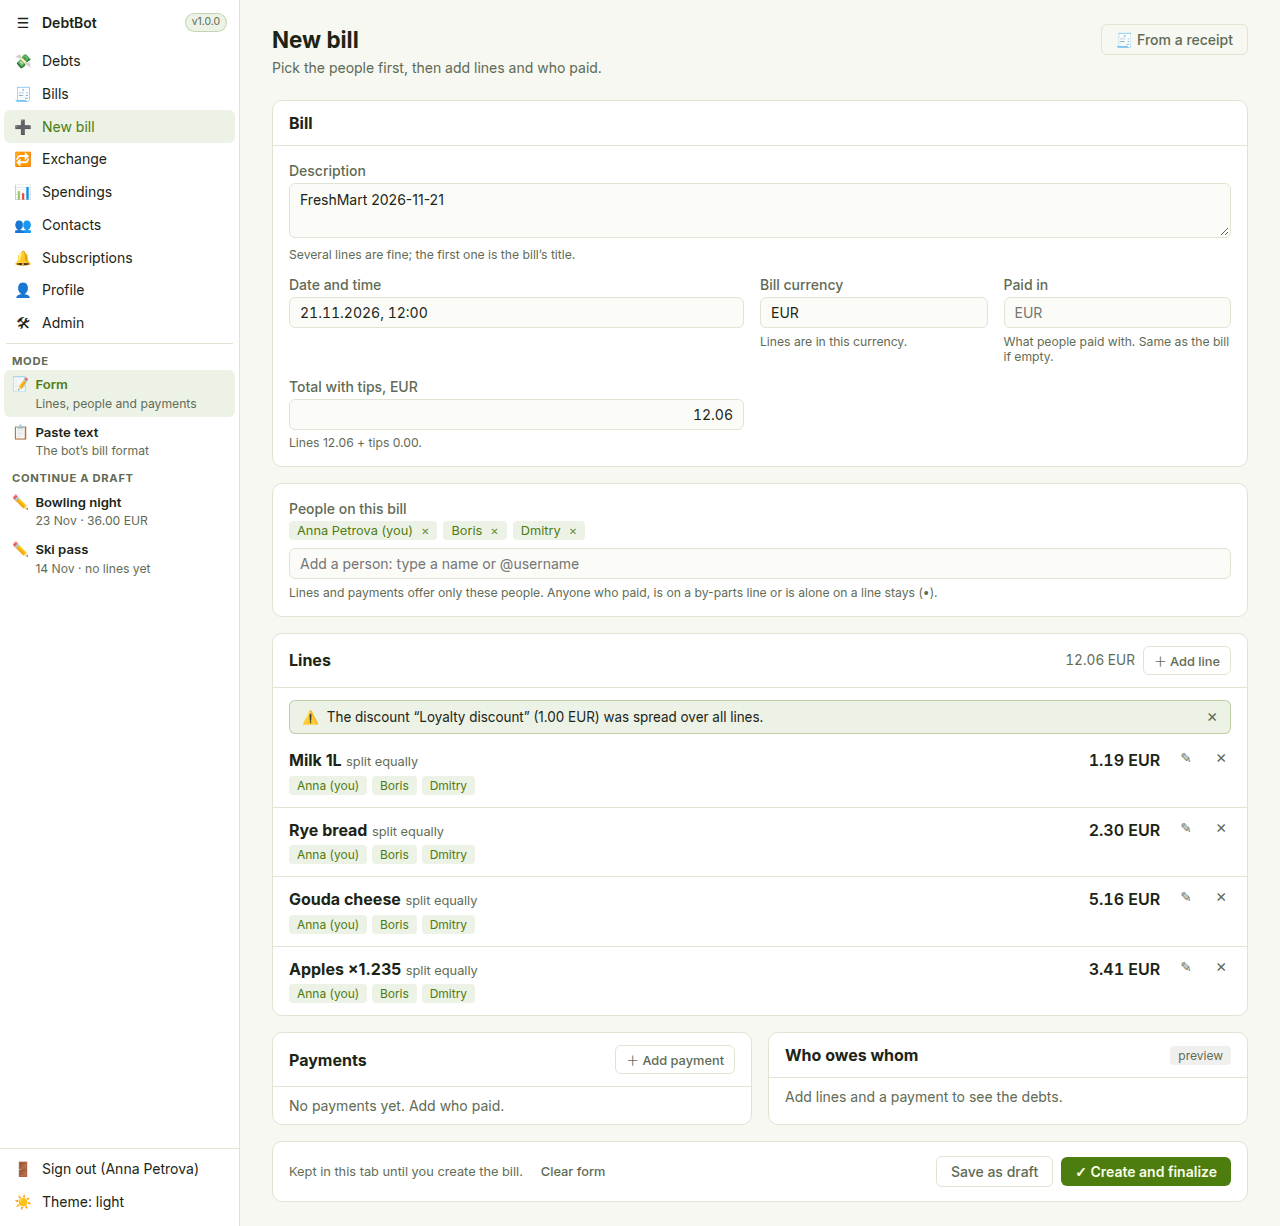 ☰ DebtBot v1.0.0
Debts
Bills
New bill
Exchange
Spendings
Contacts
Subscriptions
Profile
Admin
MODE
Form
Lines, people and payments
Paste text
The bot’s bill format
CONTINUE A DRAFT
Bowling night
23 Nov · 36.00 EUR
Ski pass
14 Nov · no lines yet
Sign out (Anna Petrova)
Theme: light
New bill
From a receipt
Pick the people first, then add lines and who paid.
Bill
Description
FreshMart 2026-11-21
Several lines are fine; the first one is the bill’s title.
Date and time Bill currency Paid in
21.11.2026, 12:00 EUR EUR
Lines are in this currency. What people paid with. Same as the bill
if empty.
Total with tips, EUR
12.06
Lines 12.06 + tips 0.00.
People on this bill
Anna Petrova (you) × Boris × Dmitry ×
Add a person: type a name or @username
Lines and payments offer only these people. Anyone who paid, is on a by-parts line or is alone on a line stays (•).
Lines 12.06 EUR + Add line
⚠️ The discount “Loyalty discount” (1.00 EUR) was spread over all lines. ×
Milk 1L split equally 1.19 EUR ✎ ×
Anna (you) Boris Dmitry
Rye bread split equally 2.30 EUR ✎ ×
Anna (you) Boris Dmitry
Gouda cheese split equally 5.16 EUR ✎ ×
Anna (you) Boris Dmitry
Apples ×1.235 split equally 3.41 EUR ✎ ×
Anna (you) Boris Dmitry
Payments + Add payment
No payments yet. Add who paid.
Who owes whom preview
Add lines and a payment to see the debts.
Kept in this tab until you create the bill. Clear form Save as draft ✓ Create and finalize